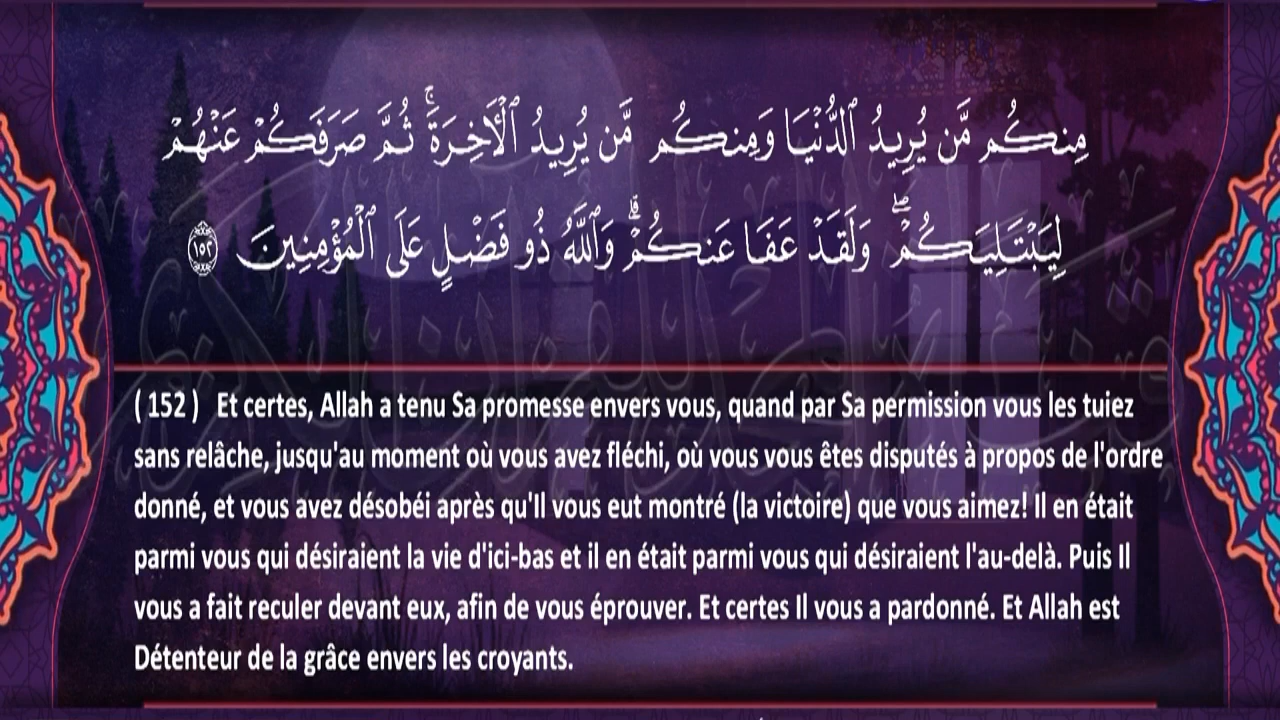 مِنكُم مَّن يُرِيدُ ٱلدُّنۡيَا وَمِنكُم مَّن يُرِيدُ ٱلۡأٓخِرَةَۚ ثُمَّ صَرَفَكُمۡ عَنۡهُمۡ
لِيَبۡتَلِيَكُمۡۖ وَلَقَدۡ عَفَا عَنكُمۡۗ وَٱللَّهُ ذُو فَضۡلٍ عَلَى ٱلۡمُؤۡمِنِينَ ١٥٢
( 152 ) Et certes, Allah a tenu Sa promesse envers vous, quand par Sa permission vous les tuiez
sans relâche, jusqu'au moment où vous avez fléchi, où vous vous êtes disputés à propos de l'ordre
donné, et vous avez désobéi après qu'Il vous eut montré (la victoire) que vous aimez! Il en était
parmi vous qui désiraient la vie d'ici-bas et il en était parmi vous qui désiraient l'au-delà. Puis Il
vous a fait reculer devant eux, afin de vous éprouver. Et certes Il vous a pardonné. Et Allah est
Détenteur de la grâce envers les croyants.